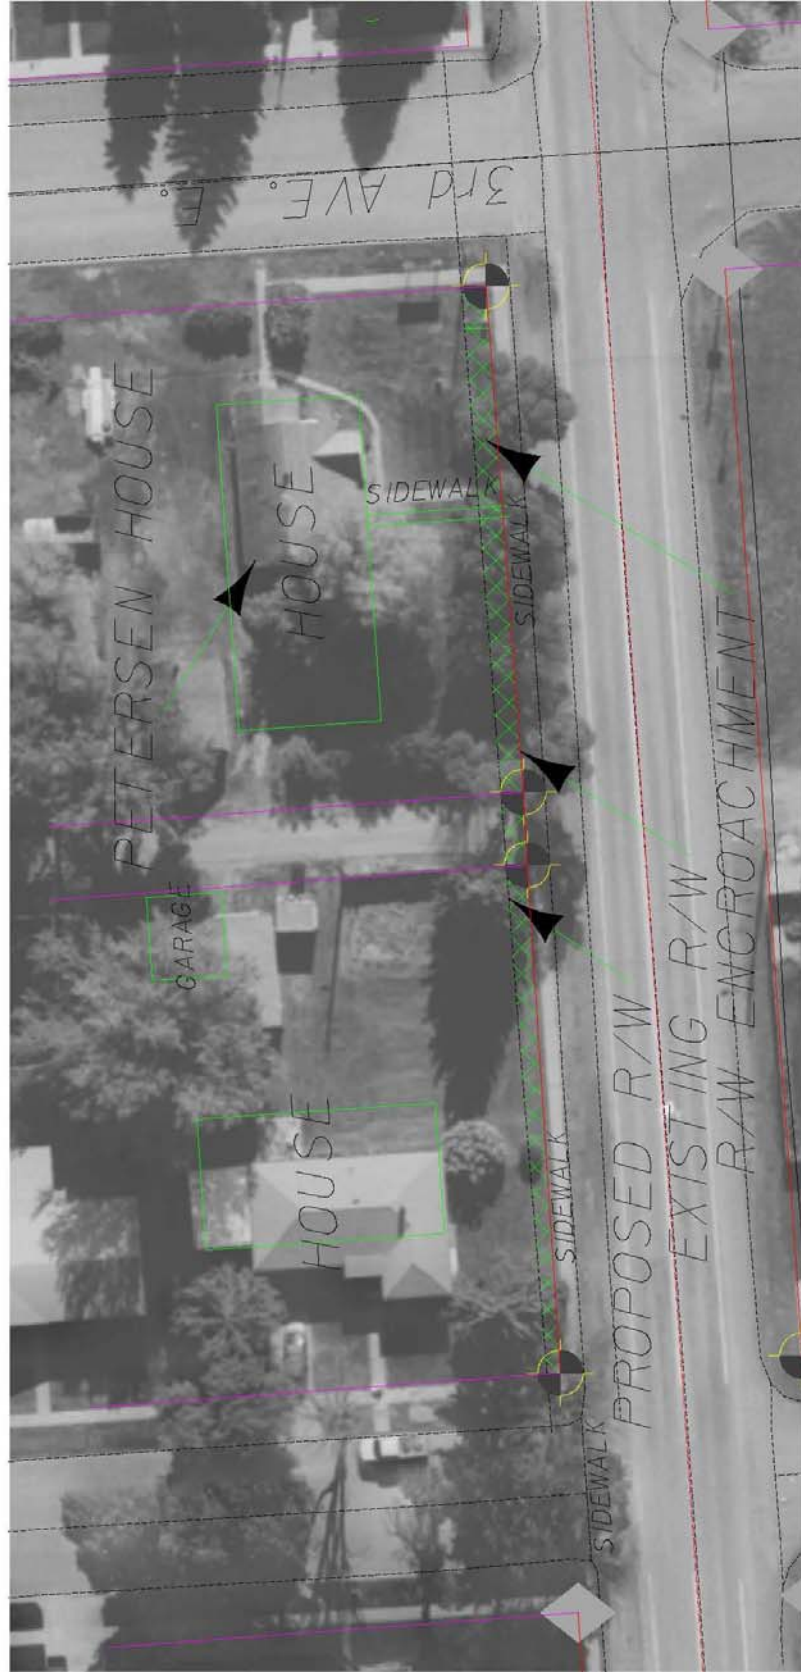 3rd AVE. E.
PETERSEN HOUSE
HOUSE
SIDEWALK
SIDEWALK
GARAGE
HOUSE
SIDEWALK
PROPOSED R/W
EXISTING R/W
R/W ENCROACHMENT
SIDEWALK